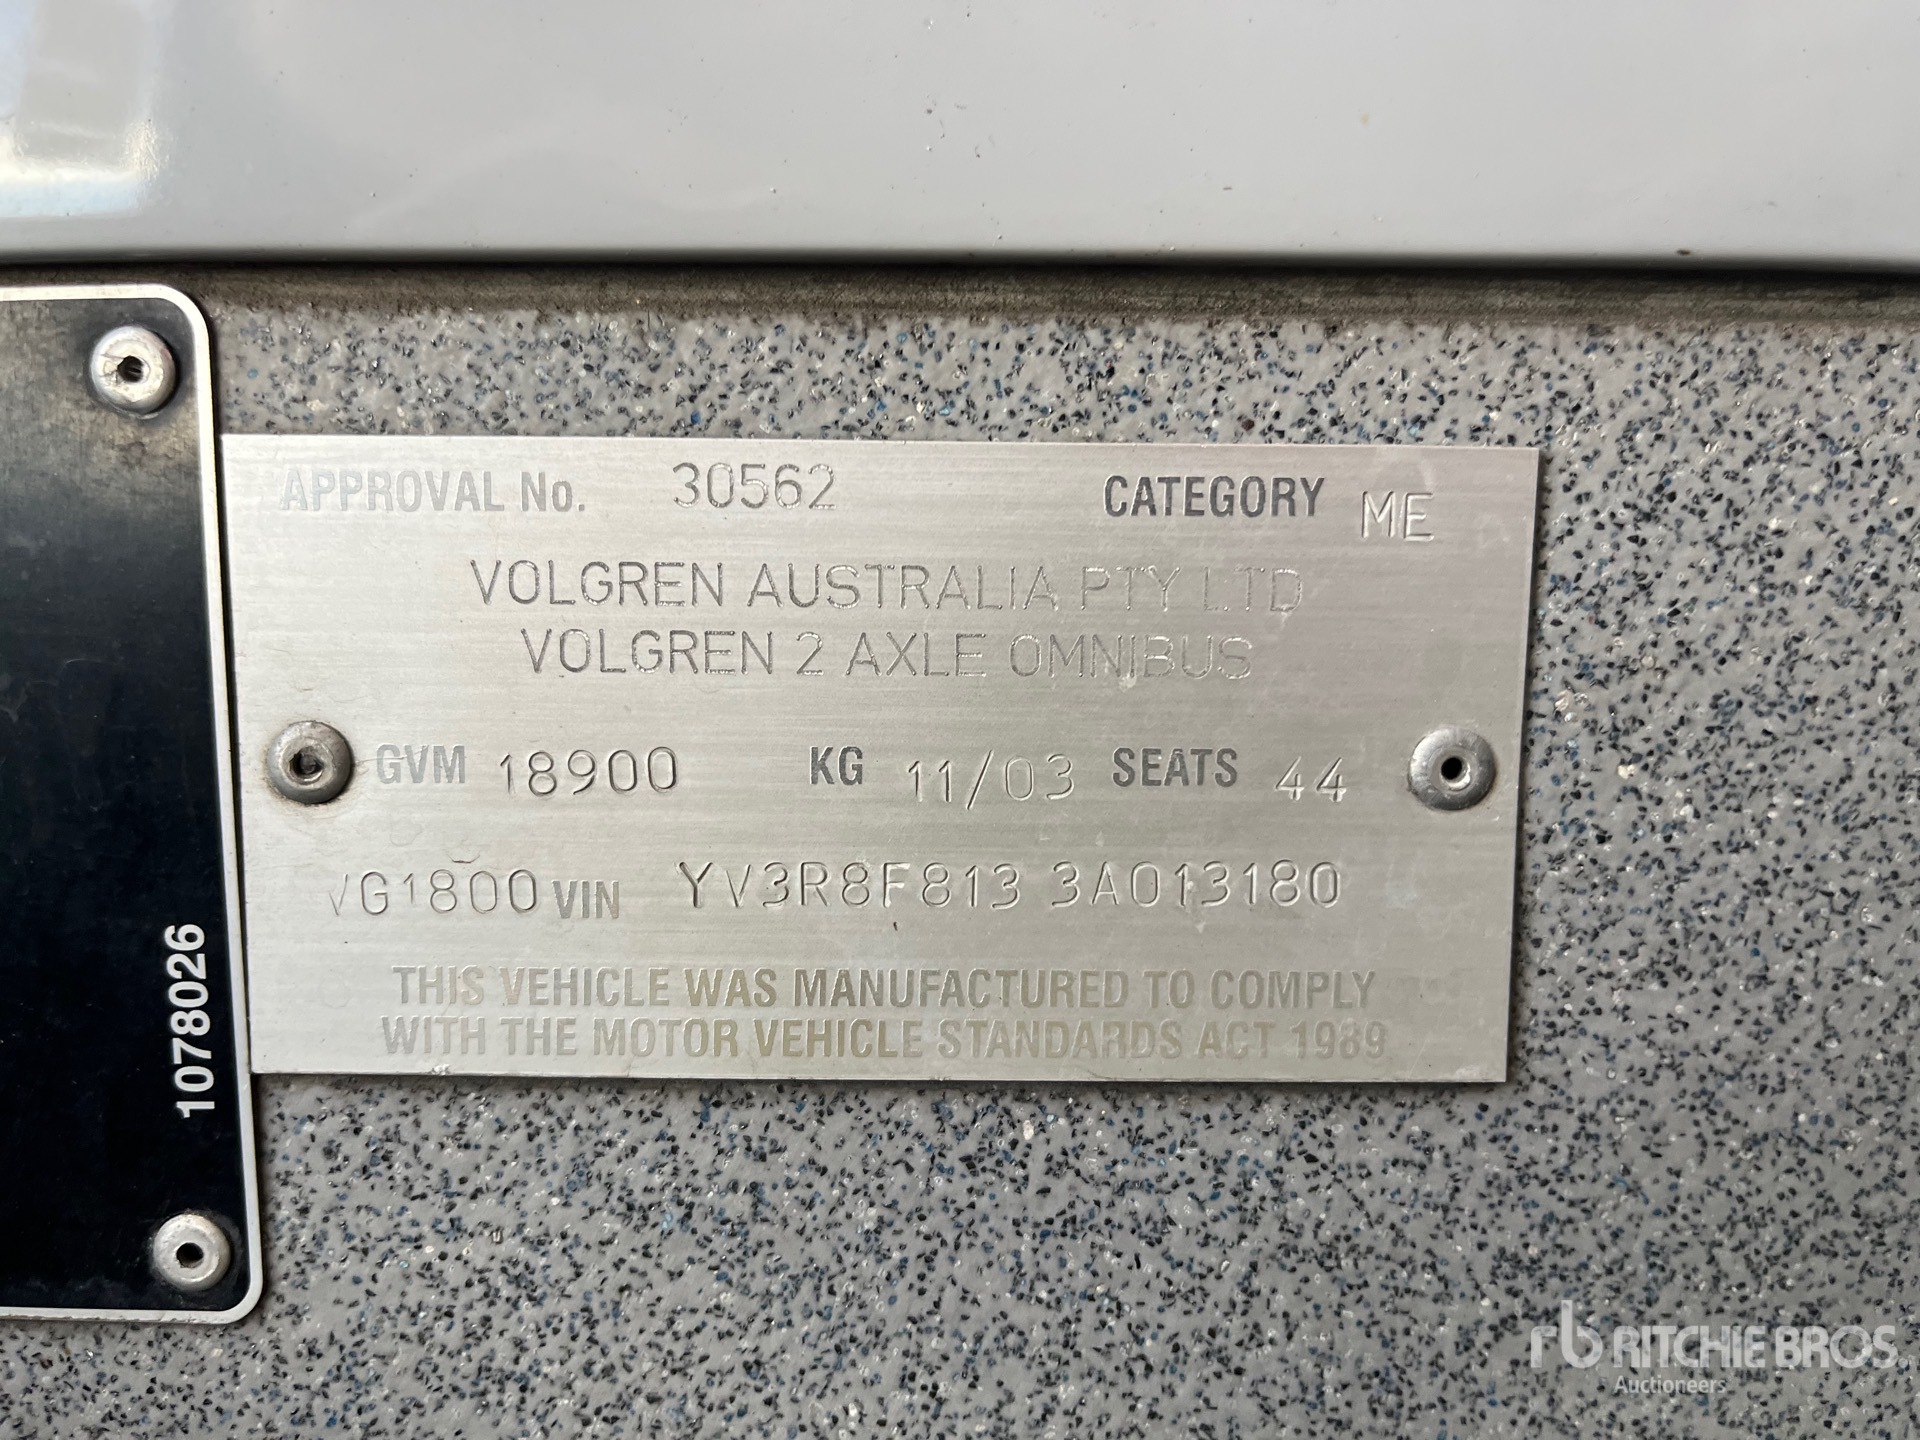 APPROVAL No. 30562 CATEGORY ME
VOLGREN AUSTRALIA PTY LTD
VOLGREN 2 AXLE OMNIBUS
GVM 18900 KG 11/03 SEATS 44
VG1800 VIN YV3R8F813 3A013180
THIS VEHICLE WAS MANUFACTURED TO COMPLY
WITH THE MOTOR VEHICLE STANDARDS ACT 1989
10780026
rb RITCHIE BROS.
Auctioneers